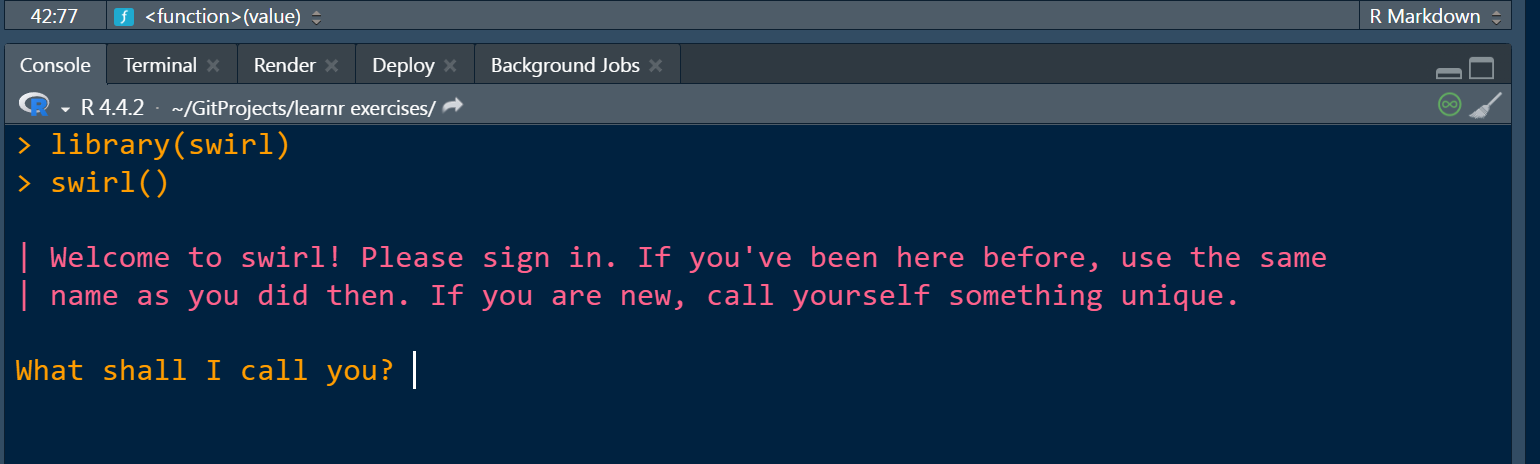 42:77 <function>(value) R Markdown
Console Terminal Render Deploy Background Jobs
R R 4.4.2 · ~/GitProjects/learnr exercises/
> library(swirl)
> swirl()
| Welcome to swirl! Please sign in. If you've been here before, use the same
| name as you did then. If you are new, call yourself something unique.
What shall I call you?